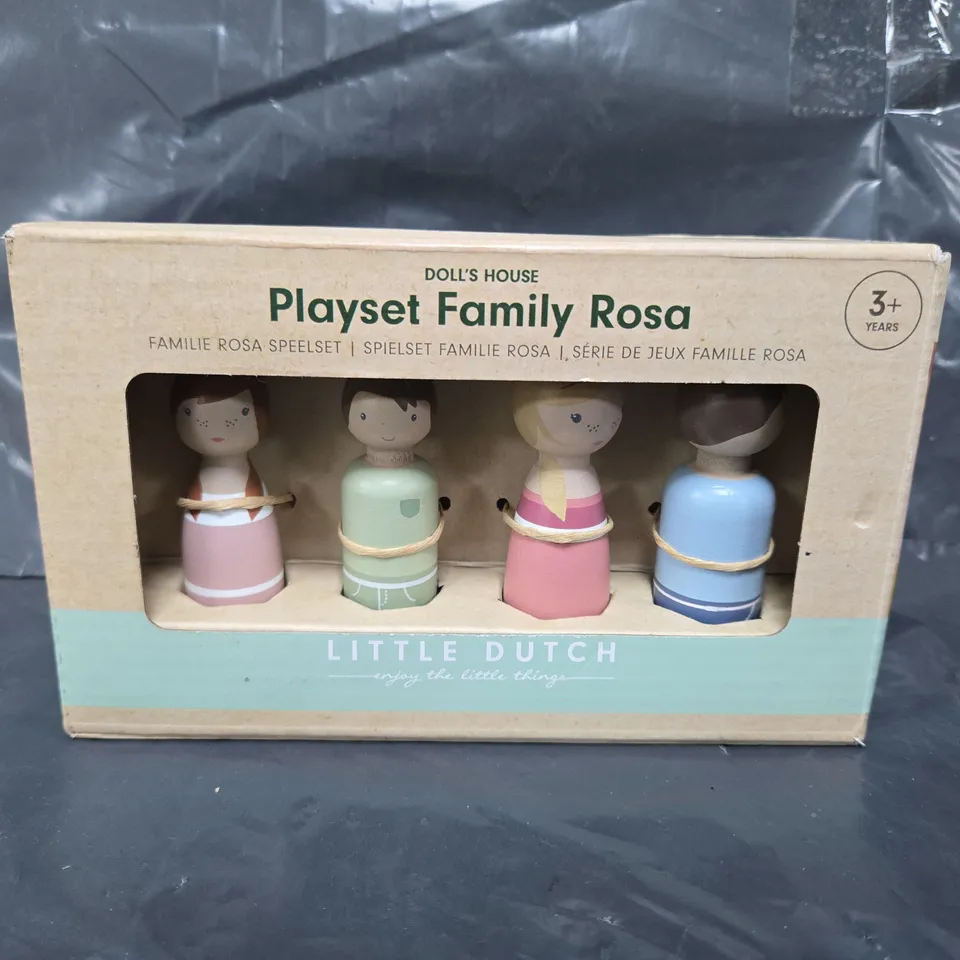 DOLL'S HOUSE
Playset Family Rosa
FAMILIE ROSA SPEELSET | SPIELSET FAMILIE ROSA | SÉRIE DE JEUX FAMILLE ROSA
3+
YEARS
LITTLE DUTCH
enjoy the little things